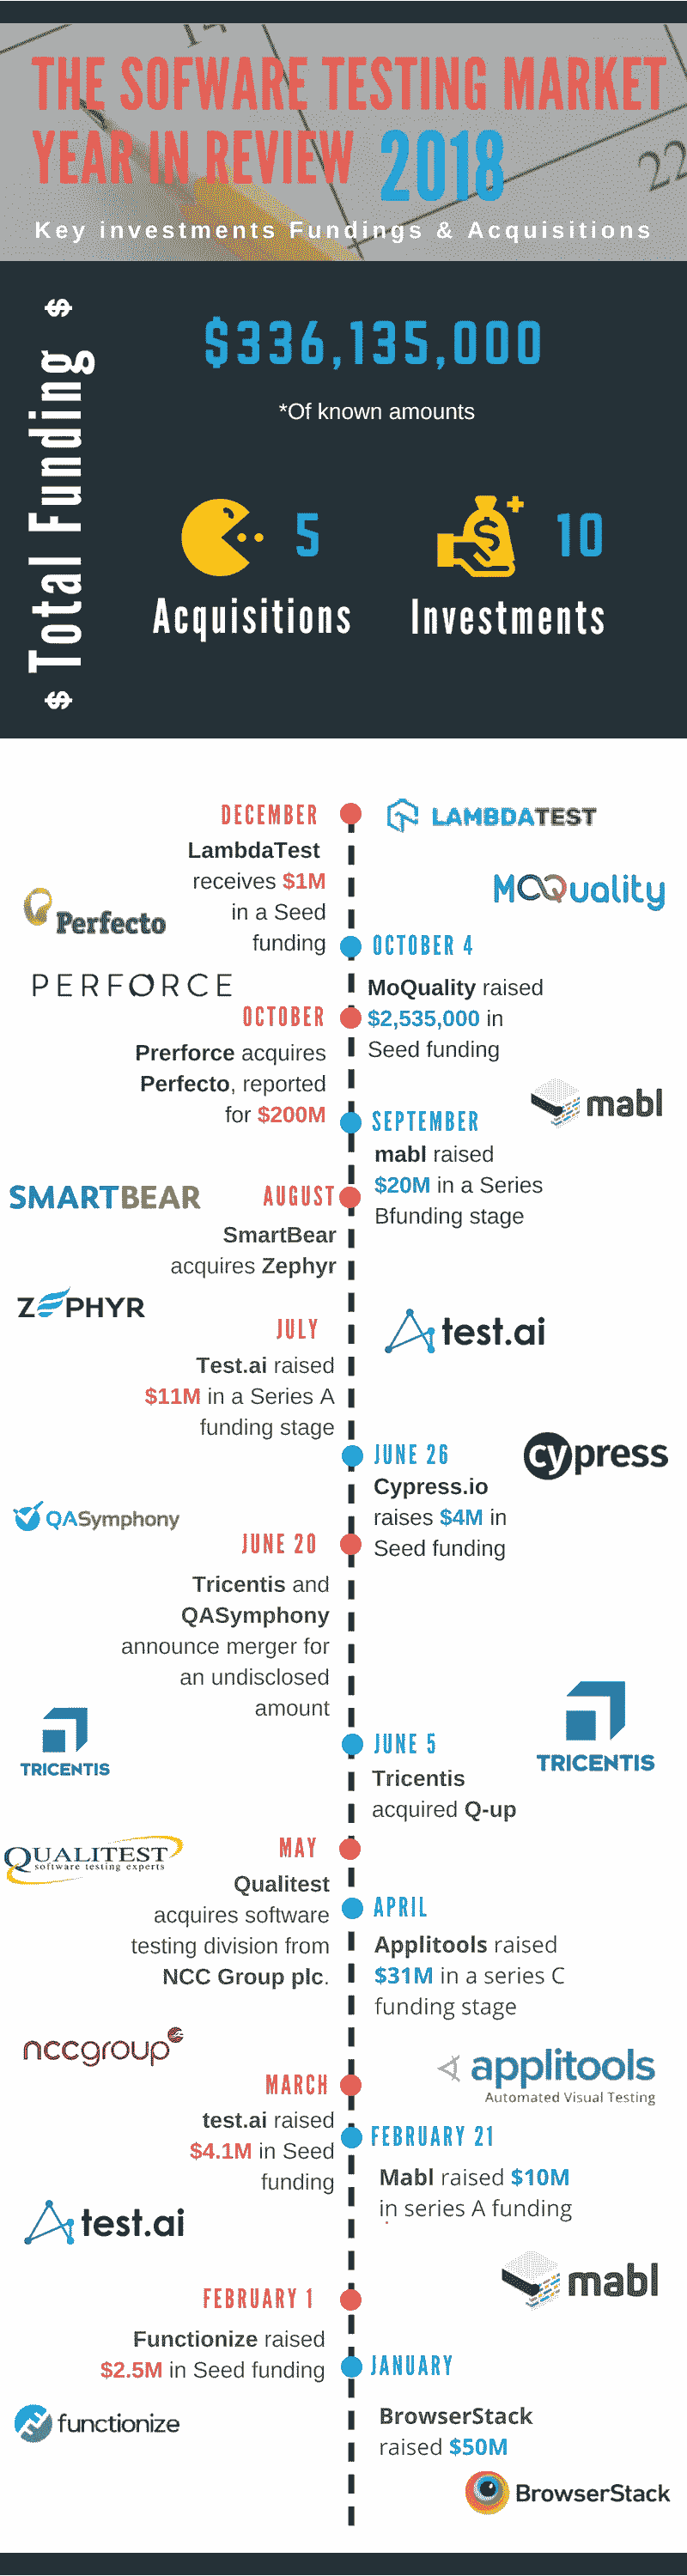 THE SOFWARE TESTING MARKET
YEAR IN REVIEW 2018
22
Key investments Fundings & Acquisitions
$ Total Funding $
$336,135,000
*Of known amounts
5
Acquisitions
10
Investments
DECEMBER
LambdaTest
receives $1M
in a Seed
funding
LAMBDATEST
MOQuality
OCTOBER 4
MoQuality raised
$2,535,000 in
Seed funding
Perfecto
PERFORCE
OCTOBER
Prerforce acquires
Perfecto, reported
for $200M
mabl
SEPTEMBER
mabl raised
$20M in a Series
Bfunding stage
SMARTBEAR
AUGUST
SmartBear
acquires Zephyr
ZEPHYR
JULY
Test.ai raised
$11M in a Series A
funding stage
test.ai
JUNE 26
Cypress.io
raises $4M in
Seed funding
cypress
QASymphony
JUNE 20
Tricentis and
QASymphony
announce merger for
an undisclosed
amount
TRICENTIS
JUNE 5
Tricentis
acquired Q-up
TRICENTIS
QUALITEST
software testing experts
MAY
Qualitest
acquires software
testing division from
NCC Group plc.
nccgroup
APRIL
Applitools raised
$31M in a series C
funding stage
applitools
Automated Visual Testing
MARCH
test.ai raised
$4.1M in Seed
funding
test.ai
FEBRUARY 21
Mabl raised $10M
in series A funding
mabl
FEBRUARY 1
Functionize raised
$2.5M in Seed funding
functionize
JANUARY
BrowserStack
raised $50M
BrowserStack